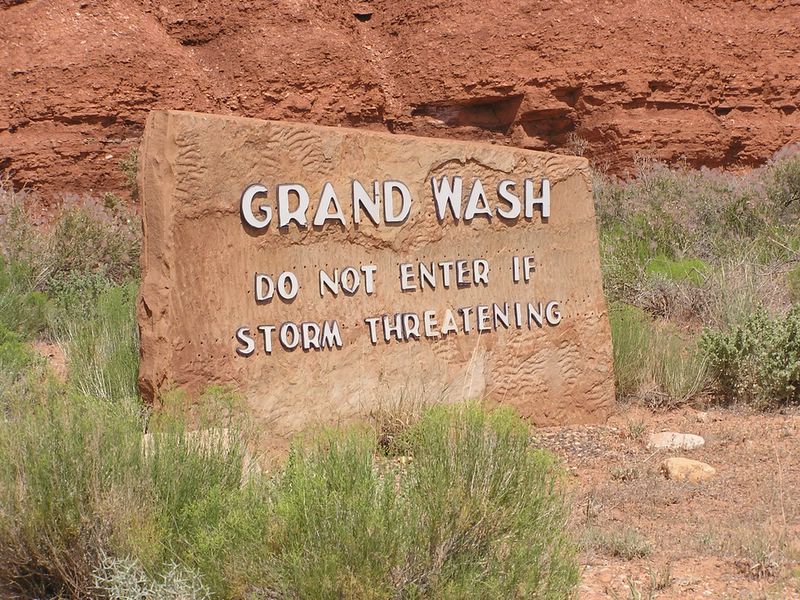 GRAND WASH
DO NOT ENTER IF
STORM THREATENING